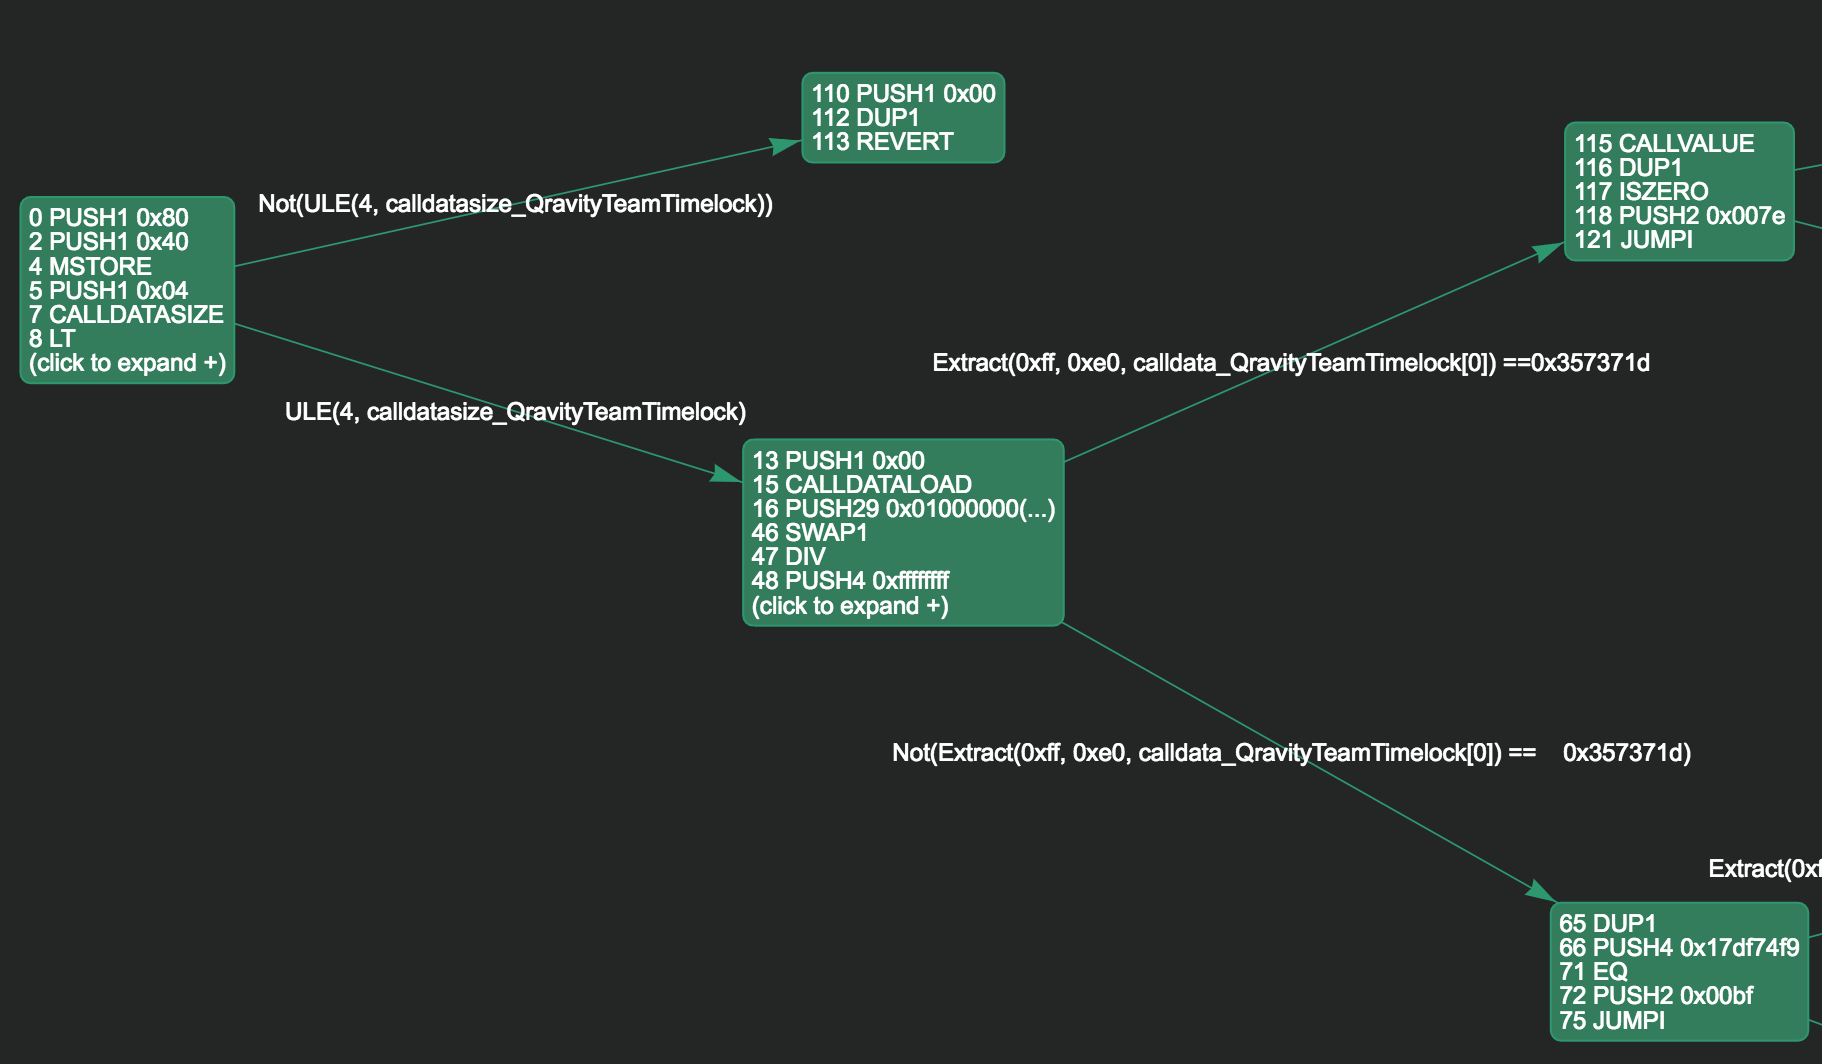 110 PUSH1 0x00
112 DUP1
113 REVERT
115 CALLVALUE
116 DUP1
117 ISZERO
118 PUSH2 0x007e
121 JUMPI
Not(ULE(4, calldatasize_QravityTeamTimelock))
0 PUSH1 0x80
2 PUSH1 0x40
4 MSTORE
5 PUSH1 0x04
7 CALLDATASIZE
8 LT
(click to expand +)
Extract(0xff, 0xe0, calldata_QravityTeamTimelock[0]) ==0x357371d
ULE(4, calldatasize_QravityTeamTimelock)
13 PUSH1 0x00
15 CALLDATALOAD
16 PUSH29 0x01000000(...)
46 SWAP1
47 DIV
48 PUSH4 0xffffffff
(click to expand +)
Not(Extract(0xff, 0xe0, calldata_QravityTeamTimelock[0]) == 0x357371d)
65 DUP1
66 PUSH4 0x17df74f9
71 EQ
72 PUSH2 0x00bf
75 JUMPI